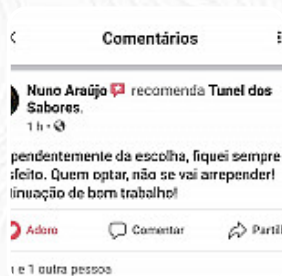 Comentários
Nuno Araújo recomenda Tunel dos
Sabores.
1 h ·
pendentemente da escolha, fiquei sempre
sfeito. Quem optar, não se vai arrepender!
tinuação de bom trabalho!
Adoro Comentar Partil
e 1 outra pessoa